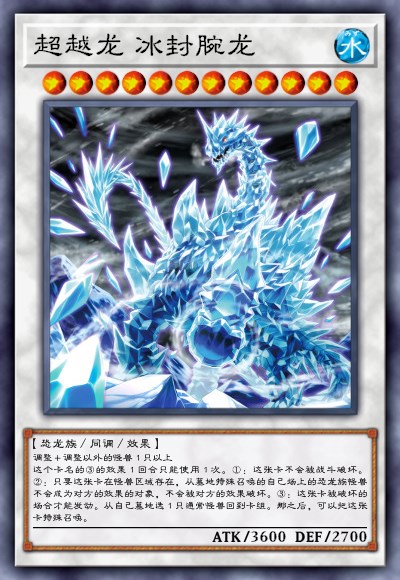 超越龙 冰封腕龙
みず
水
【恐龙族／同调／效果】
调整＋调整以外的怪兽1只以上
这个卡名的③的效果1回合只能使用1次。①：这张卡不会被战斗破坏。
②：只要这张卡在怪兽区域存在，从墓地特殊召唤的自己场上的恐龙族怪兽
不会成为对方的效果的对象，不会被对方的效果破坏。③：这张卡被破坏的
场合才能发动。从自己墓地选1只通常怪兽回到卡组。那之后，可以把这张
卡特殊召唤。
ATK/3600 DEF/2700